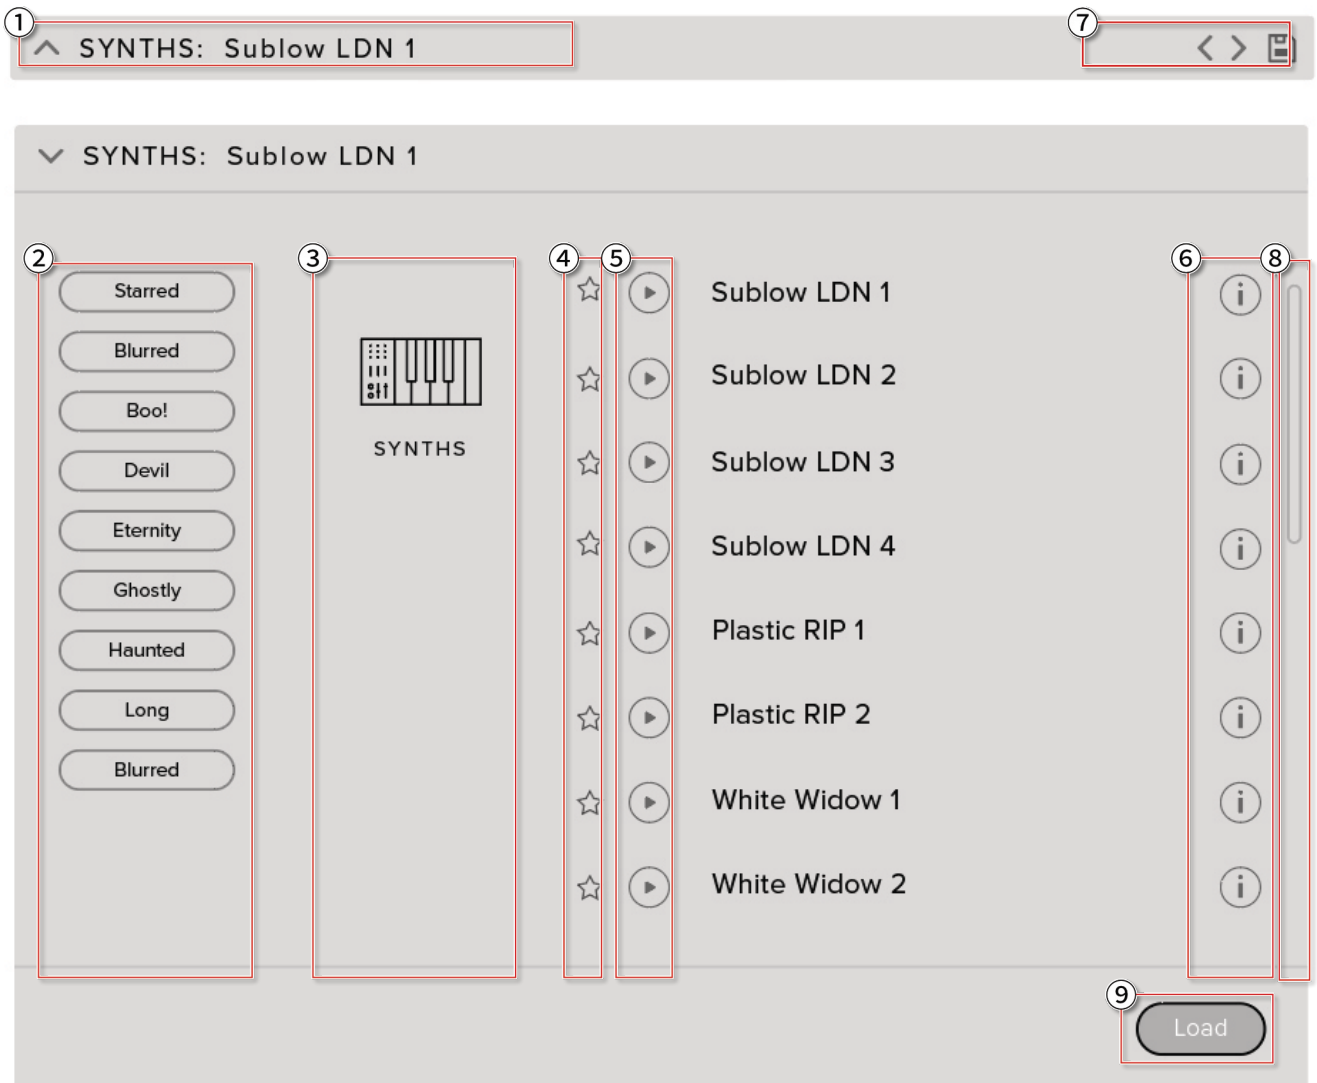 1
7
SYNTHS: Sublow LDN 1
SYNTHS: Sublow LDN 1
2
3
4
5
6
8
Starred
Blurred
Boo!
Devil
Eternity
Ghostly
Haunted
Long
Blurred
SYNTHS
Sublow LDN 1
Sublow LDN 2
Sublow LDN 3
Sublow LDN 4
Plastic RIP 1
Plastic RIP 2
White Widow 1
White Widow 2
9
Load